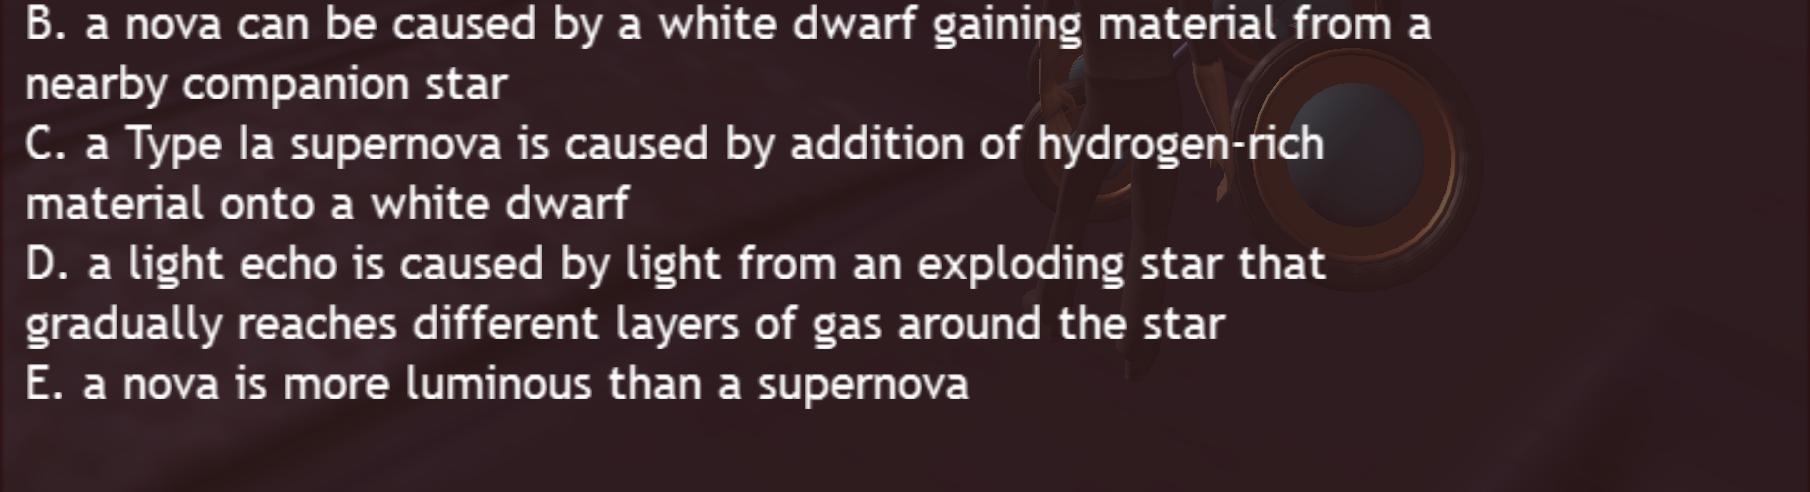 B. a nova can be caused by a white dwarf gaining material from a
nearby companion star
C. a Type Ia supernova is caused by addition of hydrogen-rich
material onto a white dwarf
D. a light echo is caused by light from an exploding star that
gradually reaches different layers of gas around the star
E. a nova is more luminous than a supernova